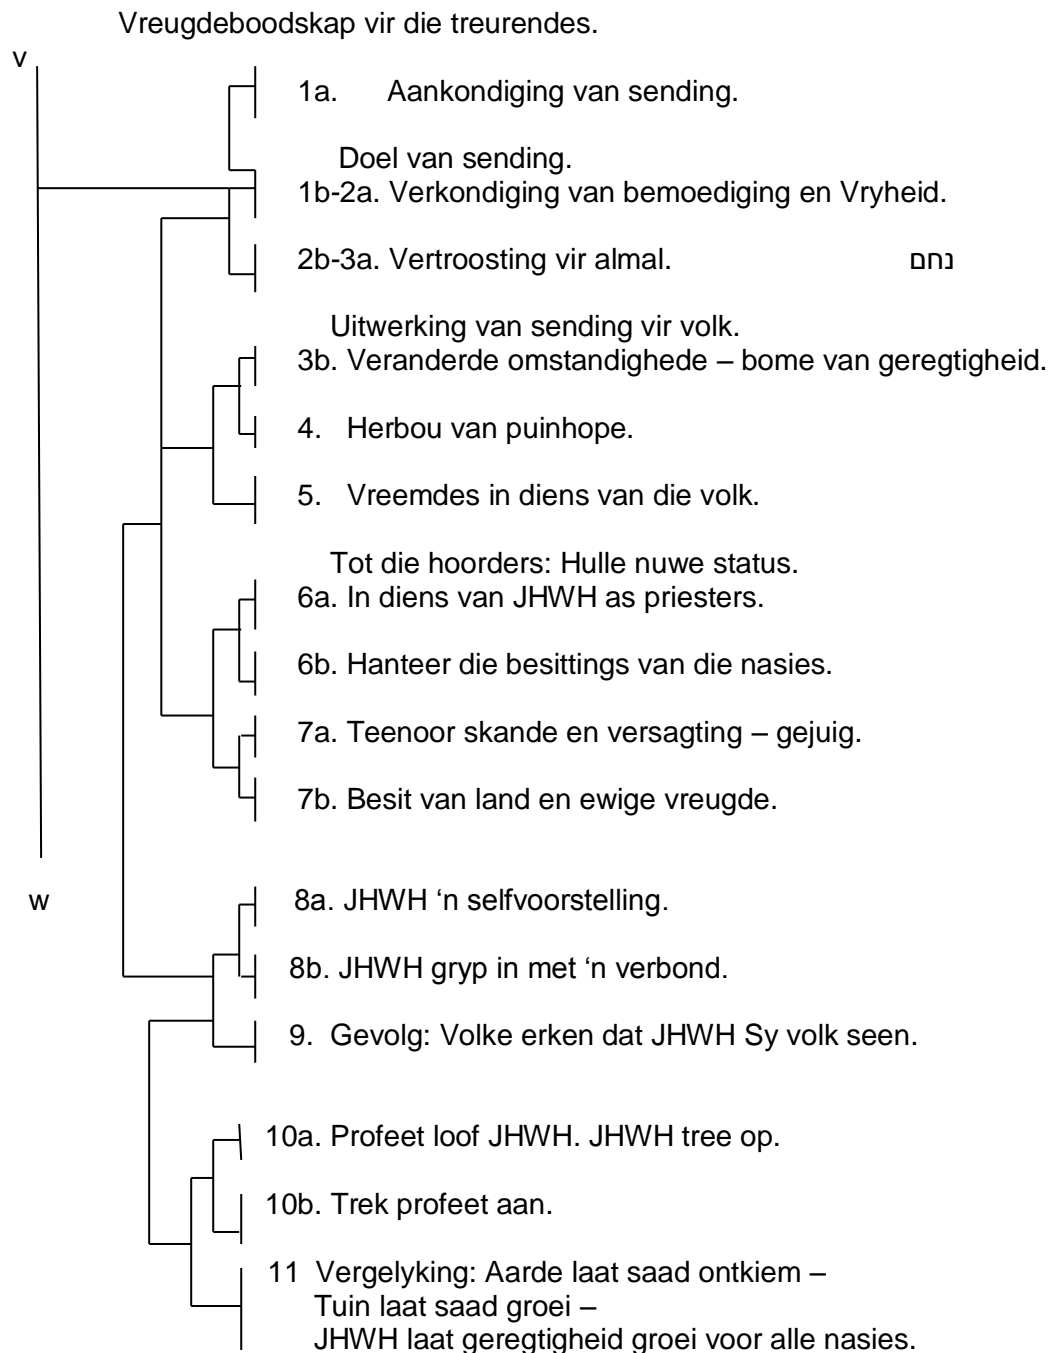 Vreugdeboodskap vir die treurendes.
v
1a. Aankondiging van sending.
Doel van sending.
1b-2a. Verkondiging van bemoediging en Vryheid.
2b-3a. Vertroosting vir almal. נחם
Uitwerking van sending vir volk.
3b. Veranderde omstandighede – bome van geregtigheid.
4. Herbou van puinhope.
5. Vreemdes in diens van die volk.
Tot die hoorders: Hulle nuwe status.
6a. In diens van JHWH as priesters.
6b. Hanteer die besittings van die nasies.
7a. Teenoor skande en versagting – gejuig.
7b. Besit van land en ewige vreugde.
w
8a. JHWH ‘n selfvoorstelling.
8b. JHWH gryp in met ‘n verbond.
9. Gevolg: Volke erken dat JHWH Sy volk seen.
10a. Profeet loof JHWH. JHWH tree op.
10b. Trek profeet aan.
11 Vergelyking: Aarde laat saad ontkiem –
Tuin laat saad groei –
JHWH laat geregtigheid groei voor alle nasies.